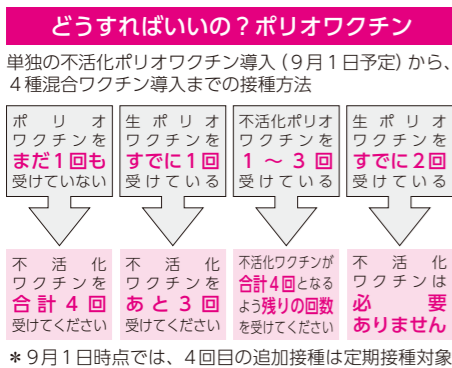 どうすればいいの？ポリオワクチン
単独の不活化ポリオワクチン導入（９月１日予定）から、
４種混合ワクチン導入までの接種方法
ポリオ
ワクチンを
まだ１回も
受けていない
生ポリオ
ワクチンを
すでに１回
受けている
不活化ポリオ
ワクチンを
１～３回
受けている
生ポリオ
ワクチンを
すでに２回
受けている
不活化
ワクチンを
合計４回
受けてください
不活化
ワクチンを
あと３回
受けてください
不活化ワクチンが
合計４回となる
よう残りの回数
を受けてください
不活化
ワクチンは
必要
ありません
＊９月１日時点では、４回目の追加接種は定期接種対象